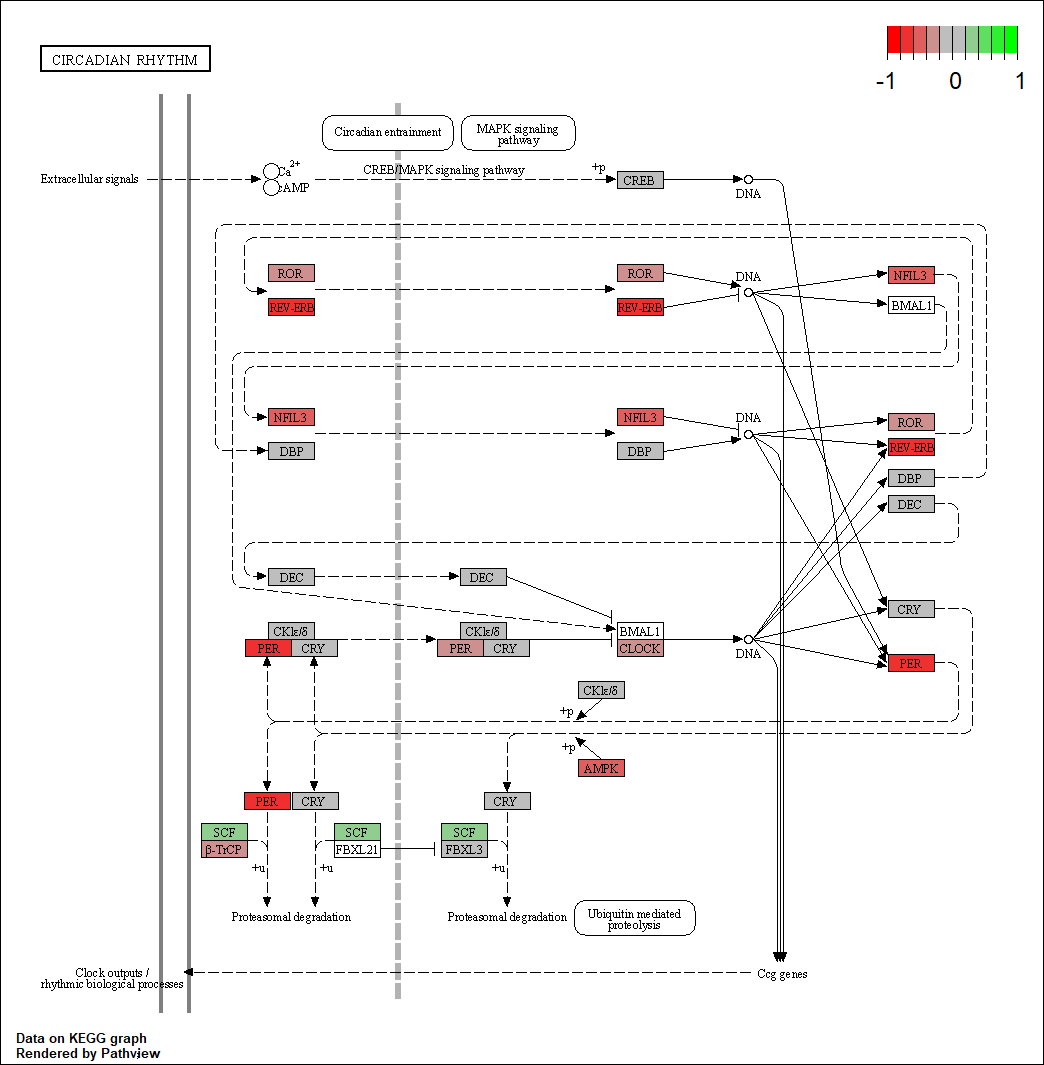 CIRCADIAN RHYTHM
-1 0 1
Circadian entrainment
MAPK signaling
pathway
Extracellular signals
Ca
2+
cAMP
CREB/MAPK signaling pathway
+p
CREB
DNA
ROR
REV-ERB
ROR
REV-ERB
DNA
NFIL3
BMAL1
NFIL3
DBP
NFIL3
DBP
DNA
ROR
REV-ERB
DBP
DEC
DEC
DEC
CKIε/δ
PER CRY
CKIε/δ
PER CRY
BMAL1
CLOCK
DNA
CRY
PER
CKIε/δ
+p
+p
AMPK
PER CRY
CRY
SCF
β-TrCP
+u
SCF
FBXL21
+u
SCF
FBXL3
+u
Proteasomal degradation
Proteasomal degradation
Ubiquitin mediated
proteolysis
Clock outputs /
rhythmic biological processes
Ccg genes
Data on KEGG graph
Rendered by Pathview